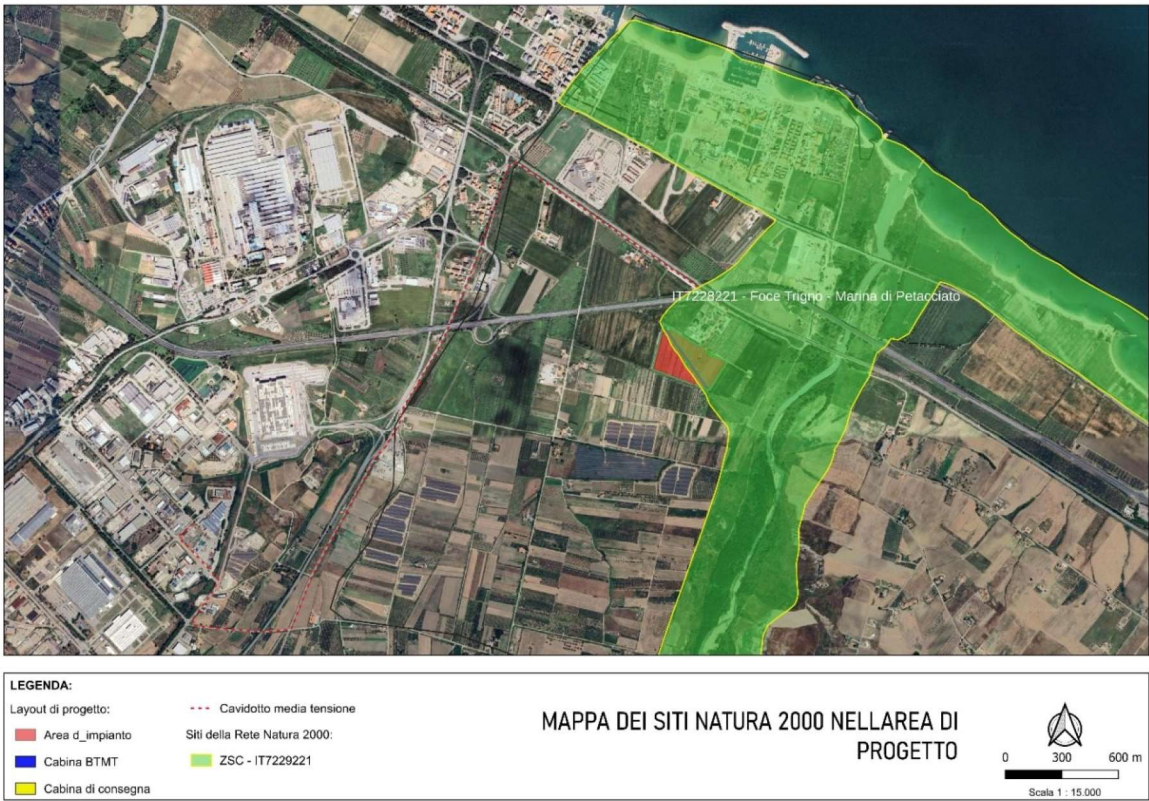 IT7228221 - Foce Trigno - Marina di Petacciato
LEGENDA:
Layout di progetto:
Area d_impianto
Cabina BTMT
Cabina di consegna
Cavidotto media tensione
Siti della Rete Natura 2000:
ZSC - IT7229221
MAPPA DEI SITI NATURA 2000 NELLAREA DI
PROGETTO
0 300 600 m
Scala 1 : 15.000